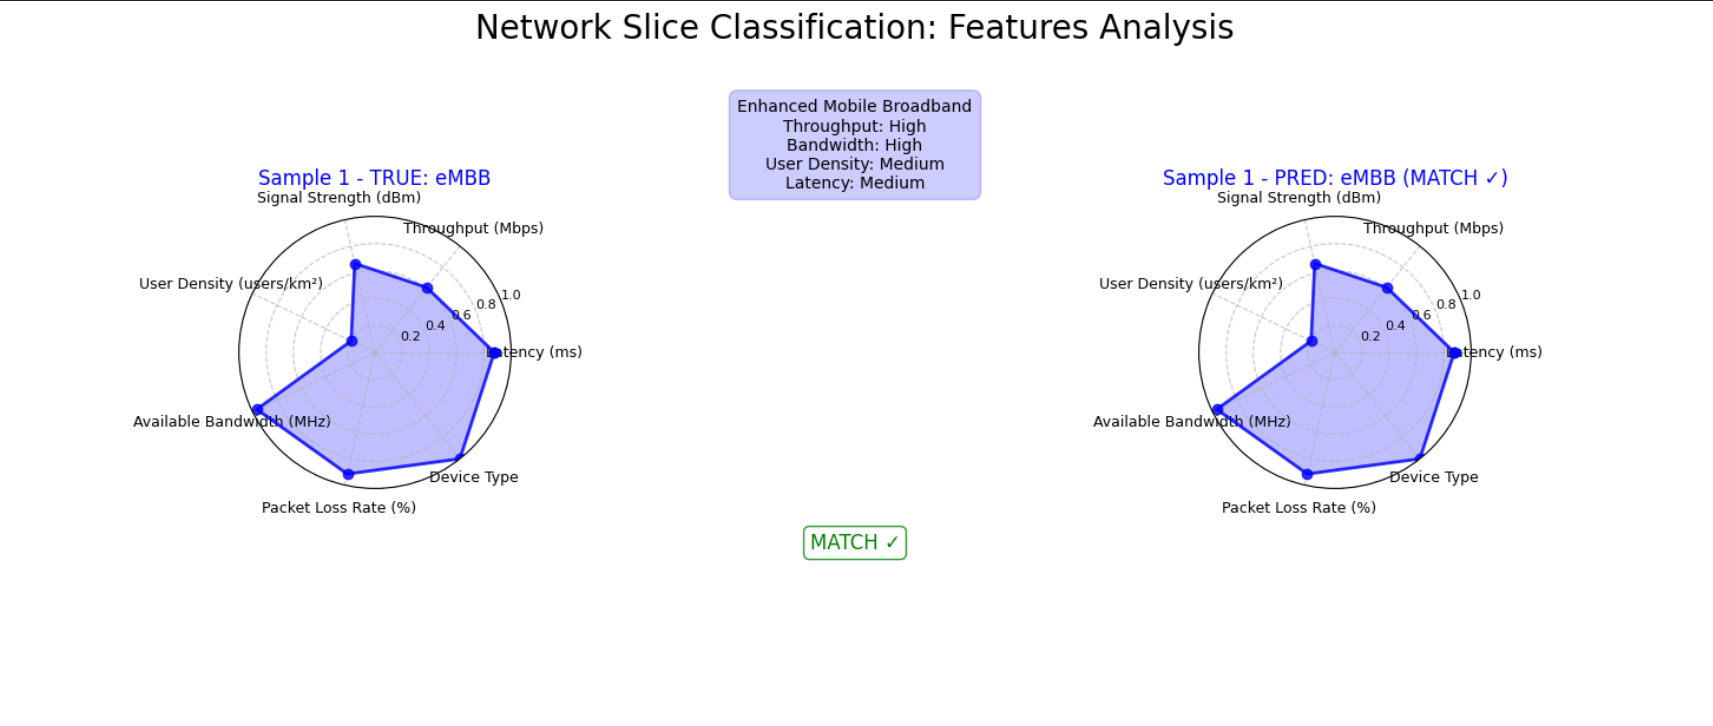 Network Slice Classification: Features Analysis
Enhanced Mobile Broadband
Throughput: High
Bandwidth: High
User Density: Medium
Latency: Medium
Sample 1 - TRUE: eMBB
Signal Strength (dBm)
Throughput (Mbps)
User Density (users/km²)
1.0
0.8
0.6
0.4
0.2
Latency (ms)
Available Bandwidth (MHz)
Device Type
Packet Loss Rate (%)
Sample 1 - PRED: eMBB (MATCH ✓)
Signal Strength (dBm)
Throughput (Mbps)
User Density (users/km²)
1.0
0.8
0.6
0.4
0.2
Latency (ms)
Available Bandwidth (MHz)
Device Type
Packet Loss Rate (%)
MATCH ✓